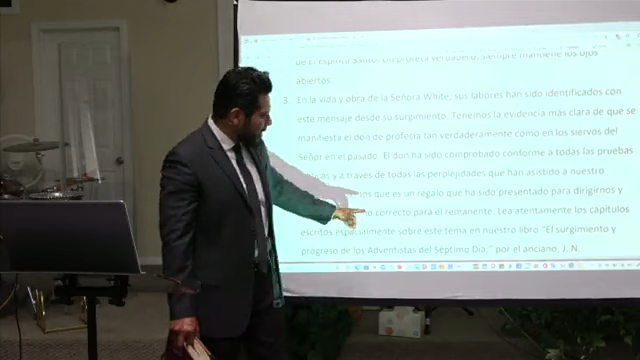 de el Espíritu Santo. Un profeta verdadero, siempre mantiene los ojos
abiertos.
3. En la vida y obra de la Señora White, sus labores han sido identificados con
este mensaje desde su surgimiento. Tenemos la evidencia más clara de que se
manifiesta el don de profecía tan verdaderamente como en los siervos del
Señor en el pasado. El don ha sido comprobado conforme a todas las pruebas
y a través de todas las perplejidades que han asistido a nuestro
que es un regalo que ha sido presentado para dirigirnos y
correcto para el remanente. Lea atentamente los capítulos
escritos especialmente sobre este tema en nuestro libro "El surgimiento y
progreso de los Adventistas del Séptimo Día," por el anciano, J. N.